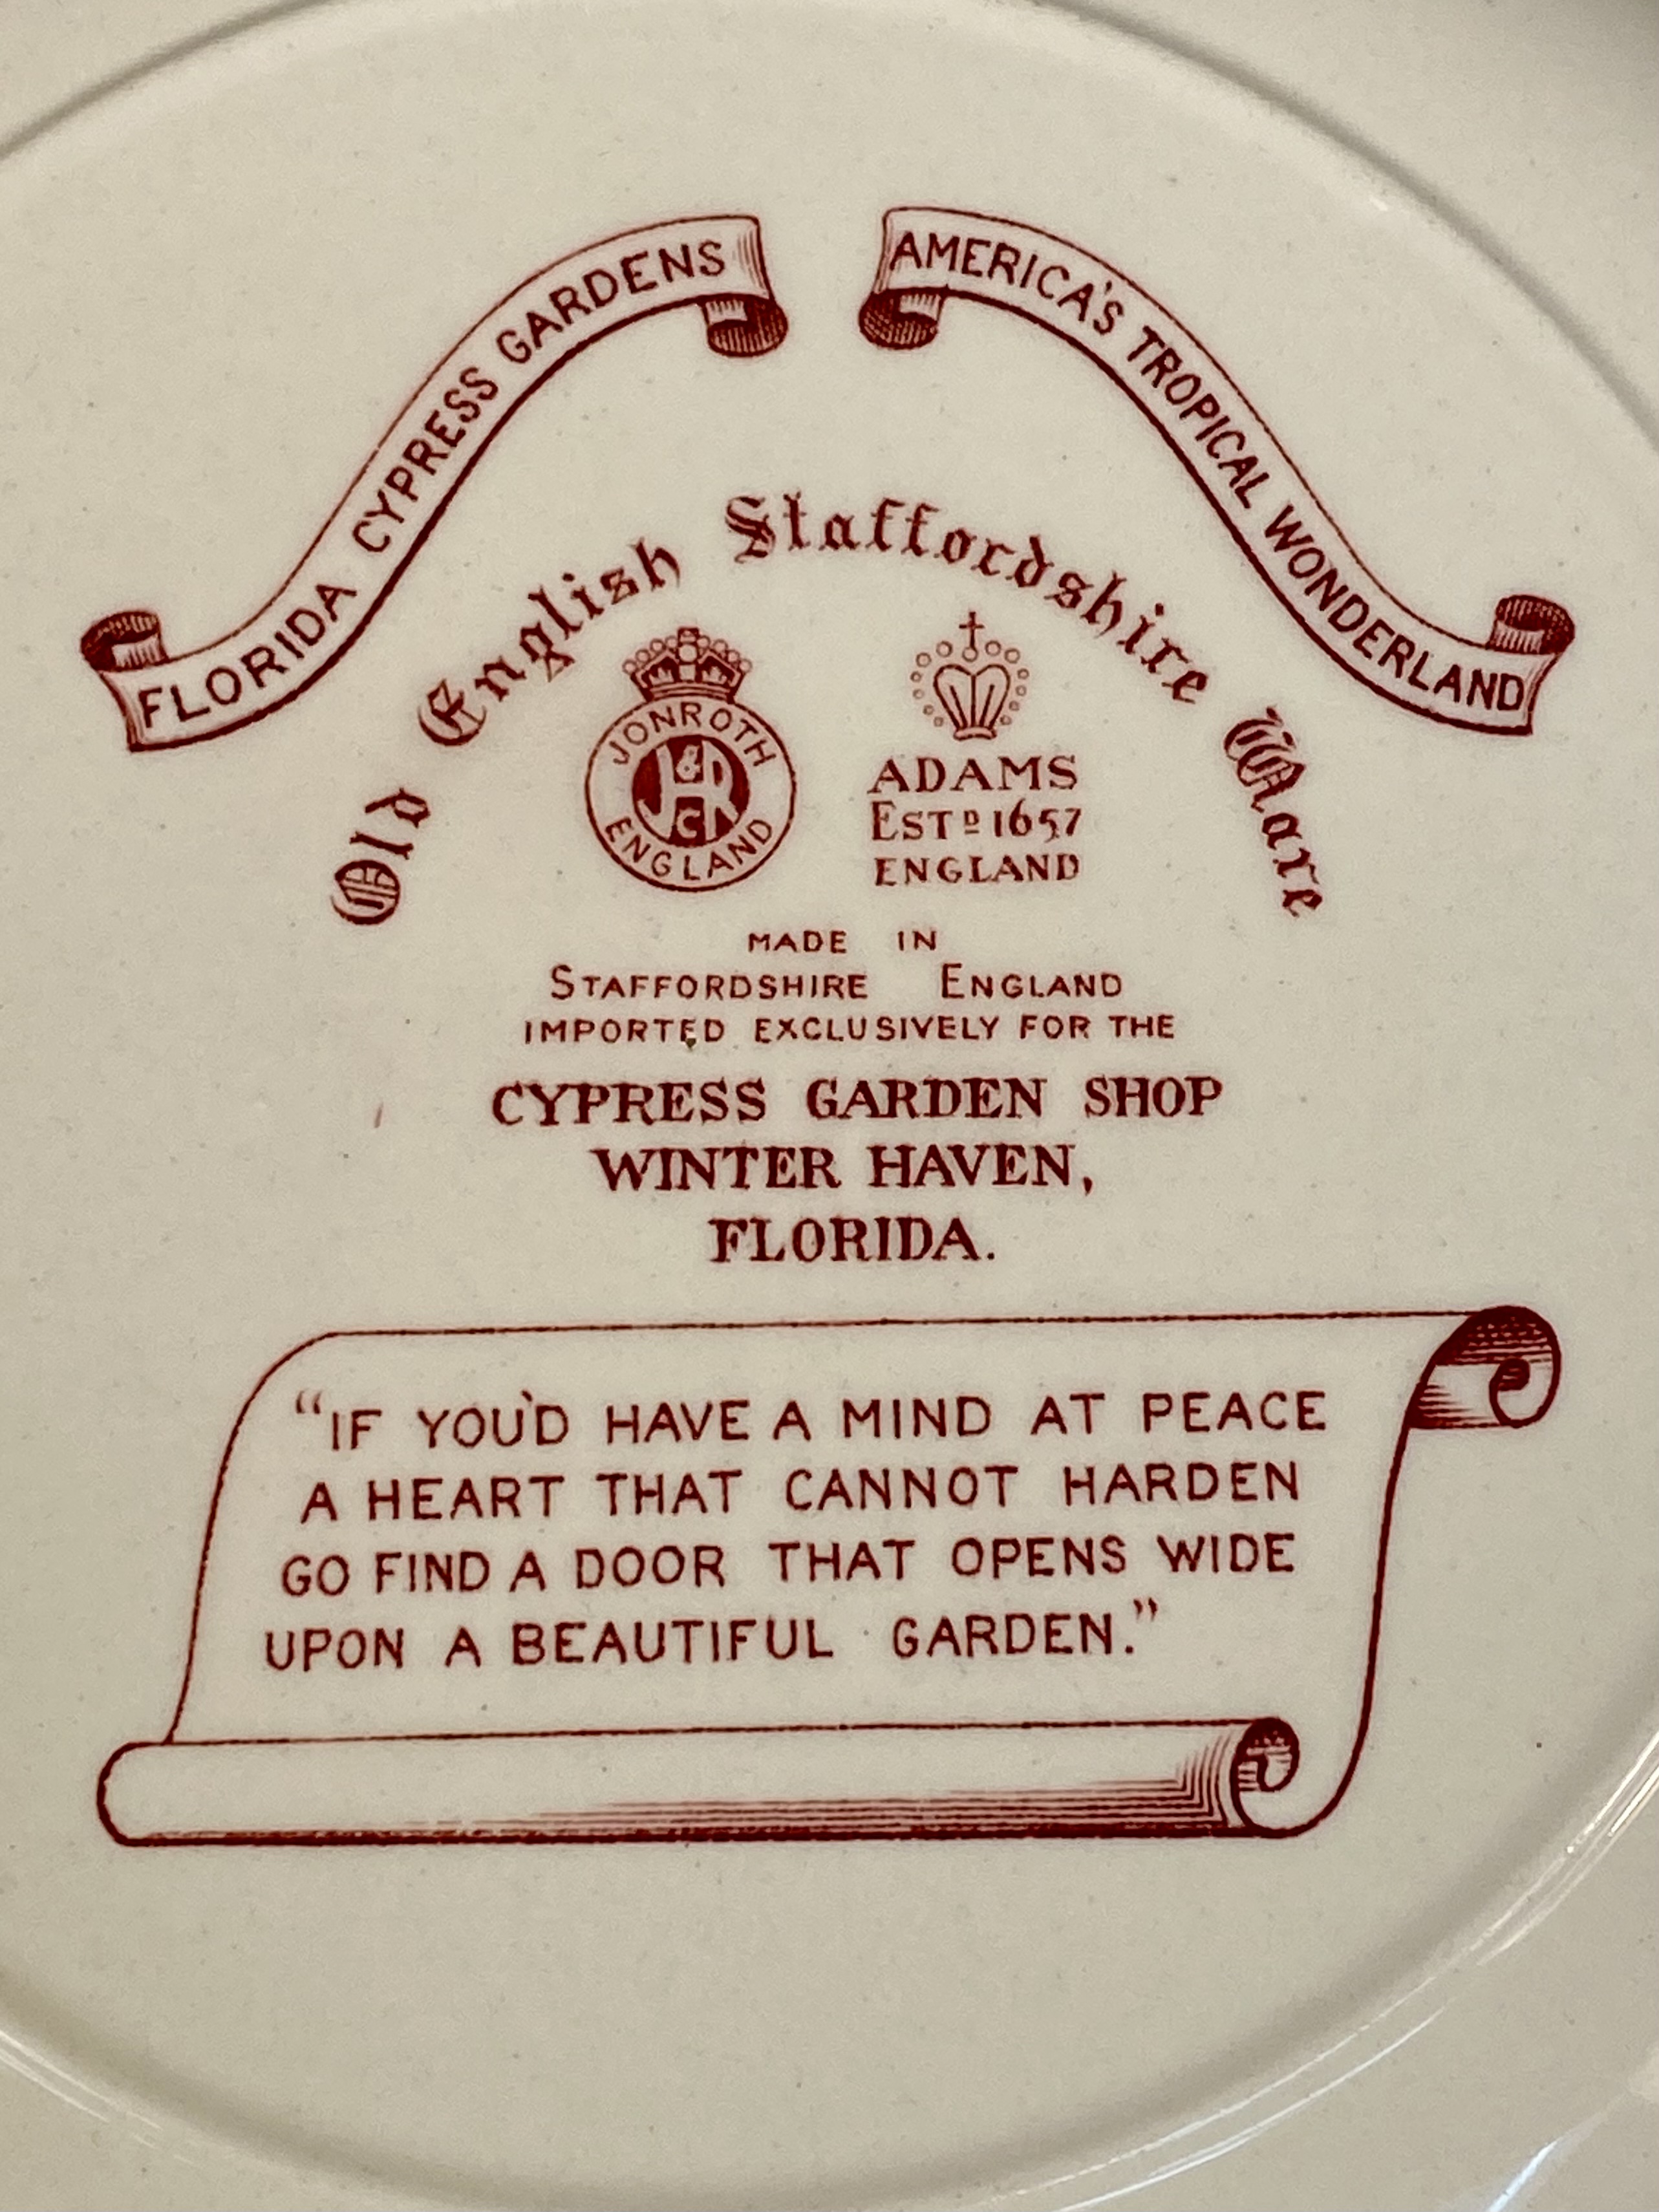 FLORIDA CYPRESS GARDENS
AMERICA'S TROPICAL WONDERLAND
Old English Staffordshire Ware
JONROTH
J&R
C⁰
ENGLAND
ADAMS
ESTD 1657
ENGLAND
MADE IN
STAFFORDSHIRE ENGLAND
IMPORTED EXCLUSIVELY FOR THE
CYPRESS GARDEN SHOP
WINTER HAVEN,
FLORIDA.
"IF YOU'D HAVE A MIND AT PEACE
A HEART THAT CANNOT HARDEN
GO FIND A DOOR THAT OPENS WIDE
UPON A BEAUTIFUL GARDEN."